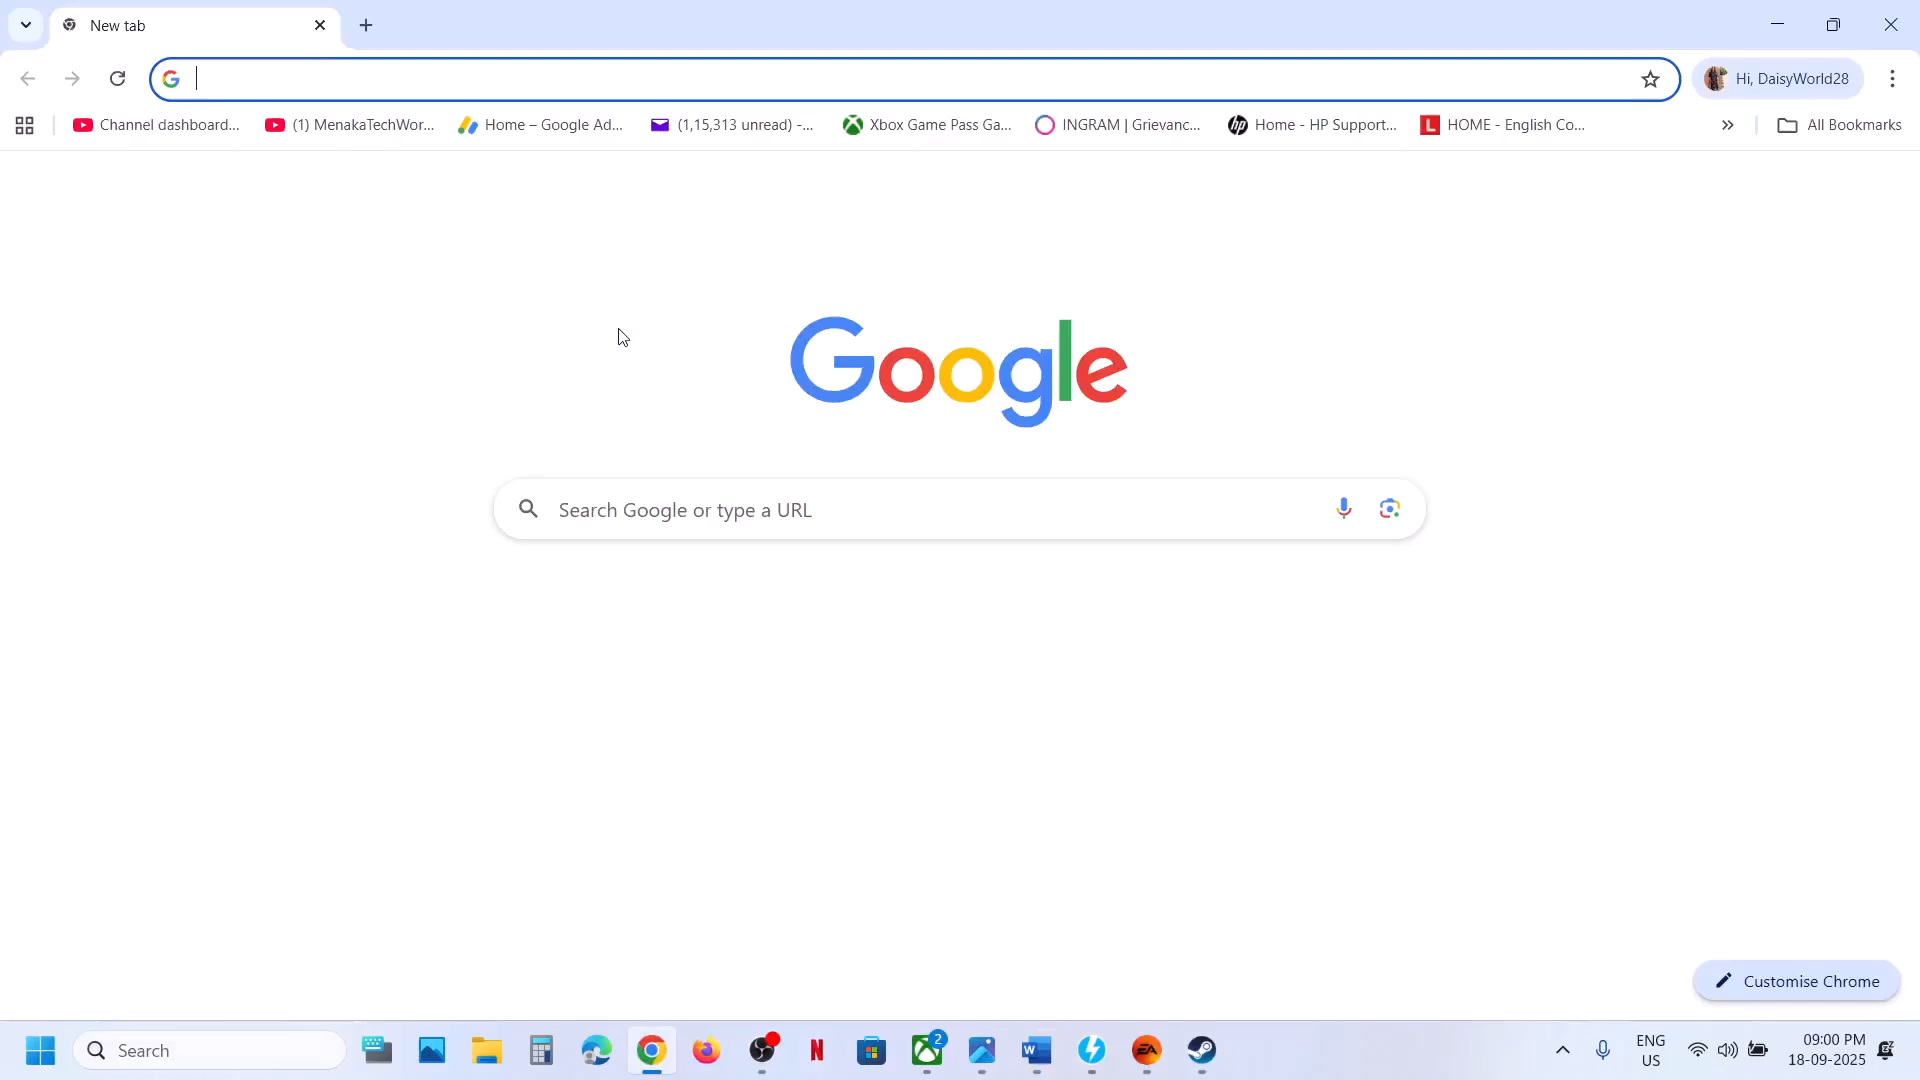 New tab
Hi, DaisyWorld28
Channel dashboard...
(1) MenakaTechWor...
Home – Google Ad...
(1,15,313 unread) -...
Xbox Game Pass Ga...
INGRAM | Grievanc...
hp
Home - HP Support...
L
HOME - English Co...
All Bookmarks
Google
Search Google or type a URL
Customise Chrome
Search
N
2
W
EA
ENG
US
09:00 PM
18-09-2025